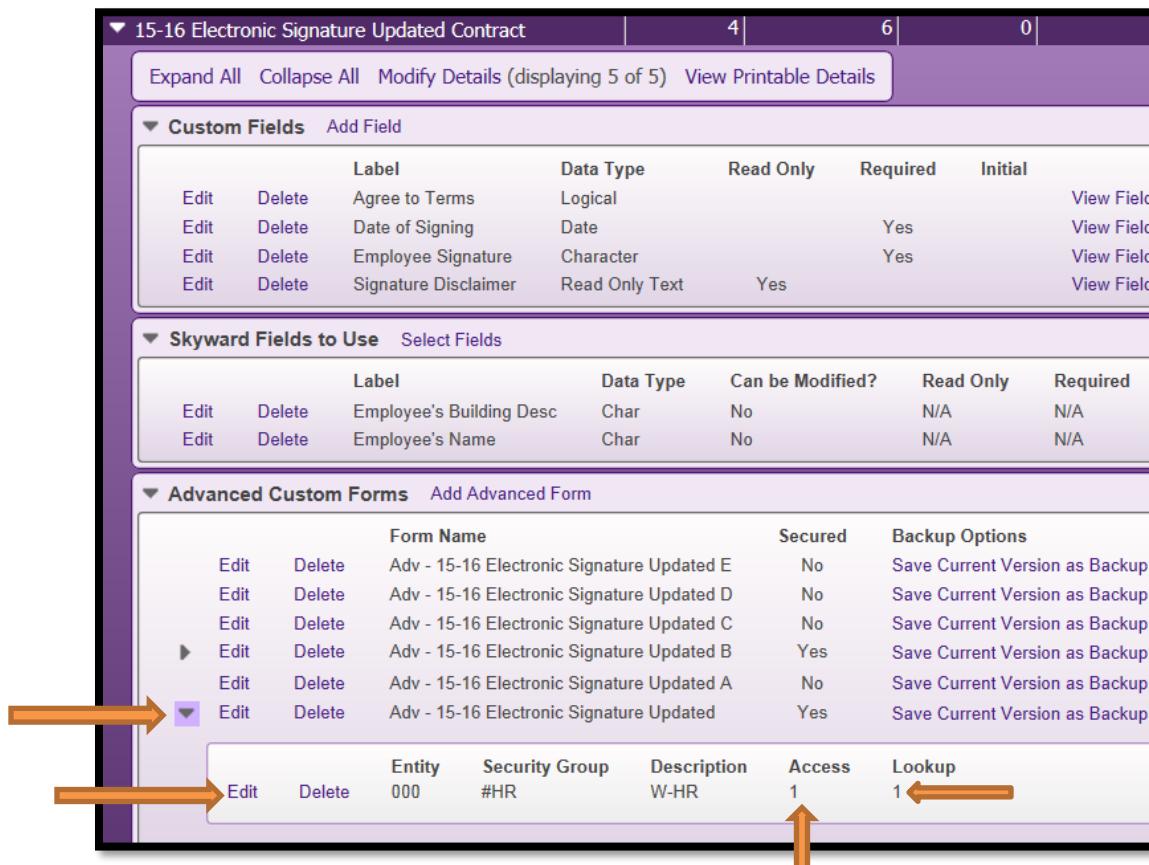 15-16 Electronic Signature Updated Contract 4 6 0
Expand All Collapse All Modify Details (displaying 5 of 5) View Printable Details
Custom Fields Add Field
Label Data Type Read Only Required Initial
Edit Delete Agree to Terms Logical View Field
Edit Delete Date of Signing Date Yes View Field
Edit Delete Employee Signature Character Yes View Field
Edit Delete Signature Disclaimer Read Only Text Yes View Field
Skyward Fields to Use Select Fields
Label Data Type Can be Modified? Read Only Required
Edit Delete Employee's Building Desc Char No N/A N/A
Edit Delete Employee's Name Char No N/A N/A
Advanced Custom Forms Add Advanced Form
Form Name Secured Backup Options
Edit Delete Adv - 15-16 Electronic Signature Updated E No Save Current Version as Backup
Edit Delete Adv - 15-16 Electronic Signature Updated D No Save Current Version as Backup
Edit Delete Adv - 15-16 Electronic Signature Updated C No Save Current Version as Backup
Edit Delete Adv - 15-16 Electronic Signature Updated B Yes Save Current Version as Backup
Edit Delete Adv - 15-16 Electronic Signature Updated A No Save Current Version as Backup
Edit Delete Adv - 15-16 Electronic Signature Updated Yes Save Current Version as Backup
Entity Security Group Description Access Lookup
Edit Delete 000 #HR W-HR 1 1